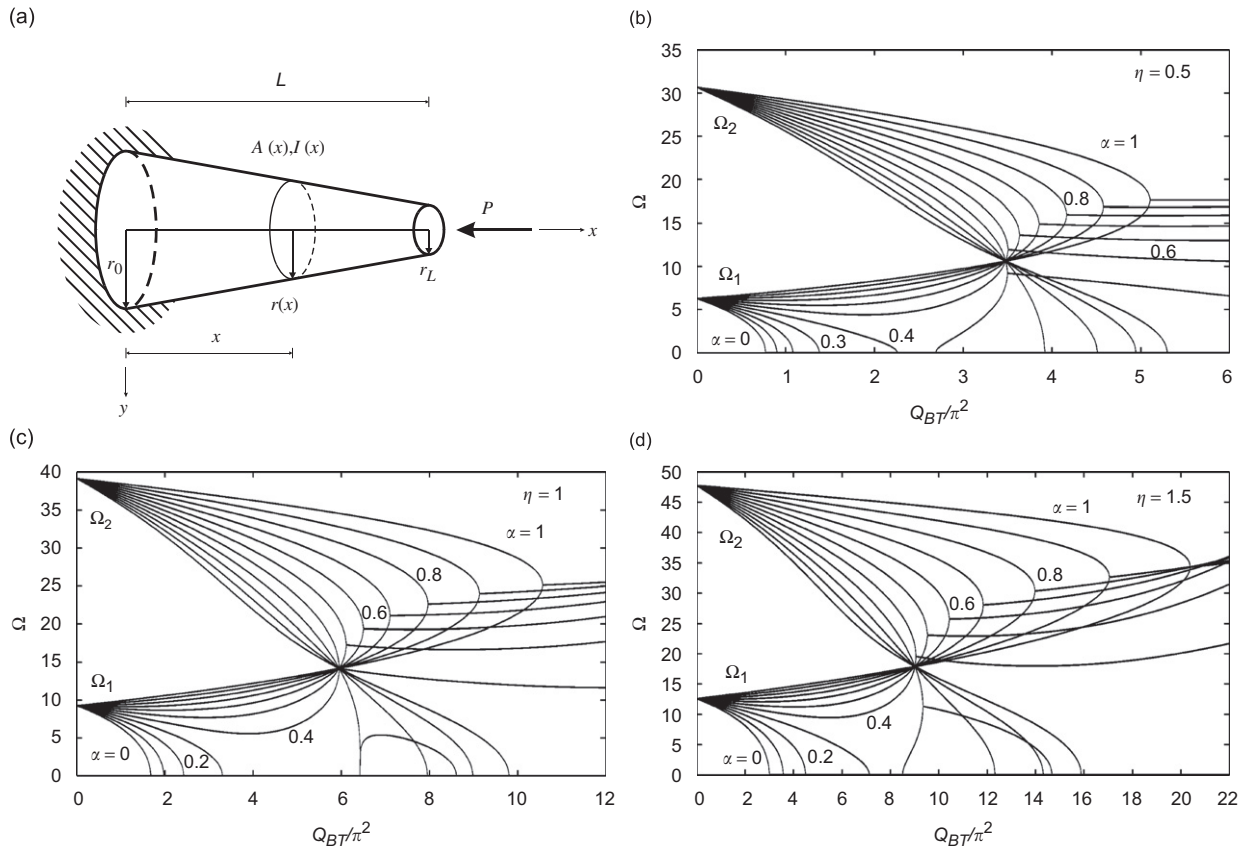 (a)
L
A (x),I (x)
P
x
r0
rL
r(x)
x
y
(b)
35
30
25
20
15
10
5
0
Ω
η = 0.5
Ω2
α = 1
0.8
0.6
Ω1
α = 0
0.3
0.4
0 1 2 3 4 5 6
QBT/π²
(c)
40
35
30
25
20
15
10
5
0
Ω
η = 1
Ω2
α = 1
0.8
0.6
Ω1
0.4
α = 0
0.2
0 2 4 6 8 10 12
QBT/π²
(d)
50
45
40
35
30
25
20
15
10
5
0
Ω
η = 1.5
α = 1
Ω2
0.8
0.6
Ω1
0.4
α = 0
0.2
0 2 4 6 8 10 12 14 16 18 20 22
QBT/π²